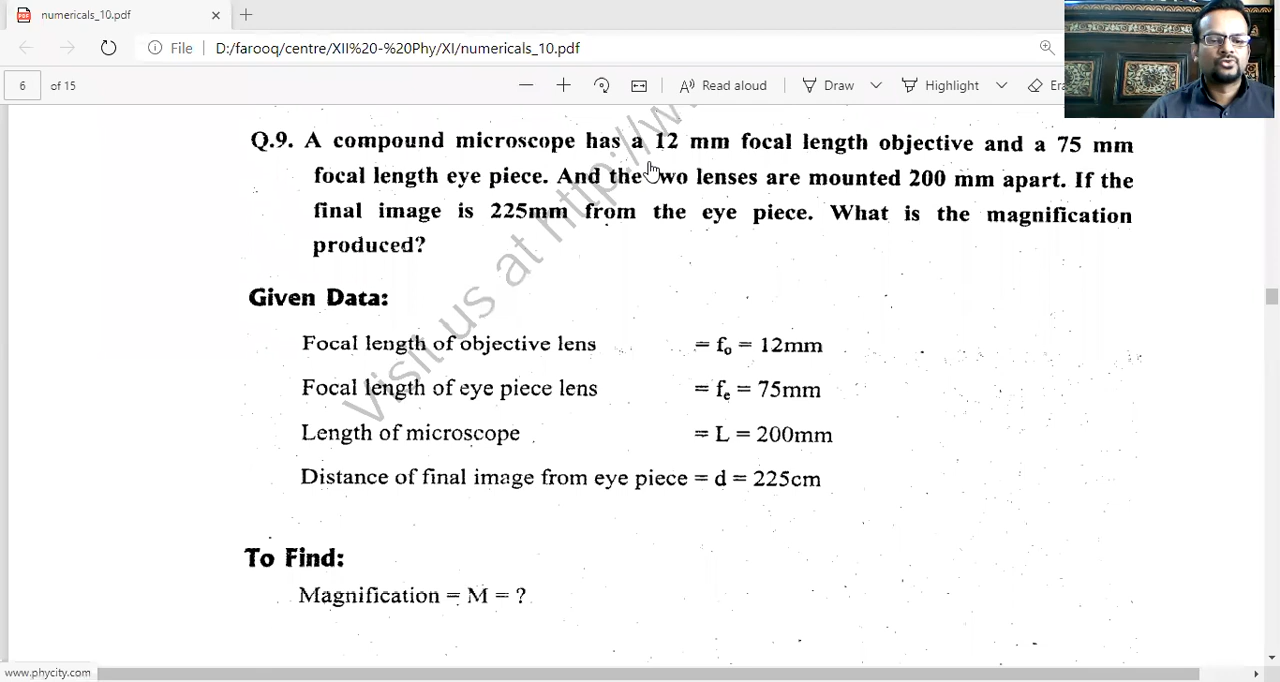 numericals_10.pdf
File D:/farooq/centre/XII%20-%20Phy/XI/numericals_10.pdf
6 of 15 Read aloud Draw Highlight
Q.9. A compound microscope has a 12 mm focal length objective and a 75 mm
focal length eye piece. And the two lenses are mounted 200 mm apart. If the
final image is 225mm from the eye piece. What is the magnification
produced?
Visit us at http://w
Given Data:
Focal length of objective lens = fo = 12mm
Focal length of eye piece lens = fe = 75mm
Length of microscope = L = 200mm
Distance of final image from eye piece = d = 225cm
To Find:
Magnification = M = ?
www.phycity.com